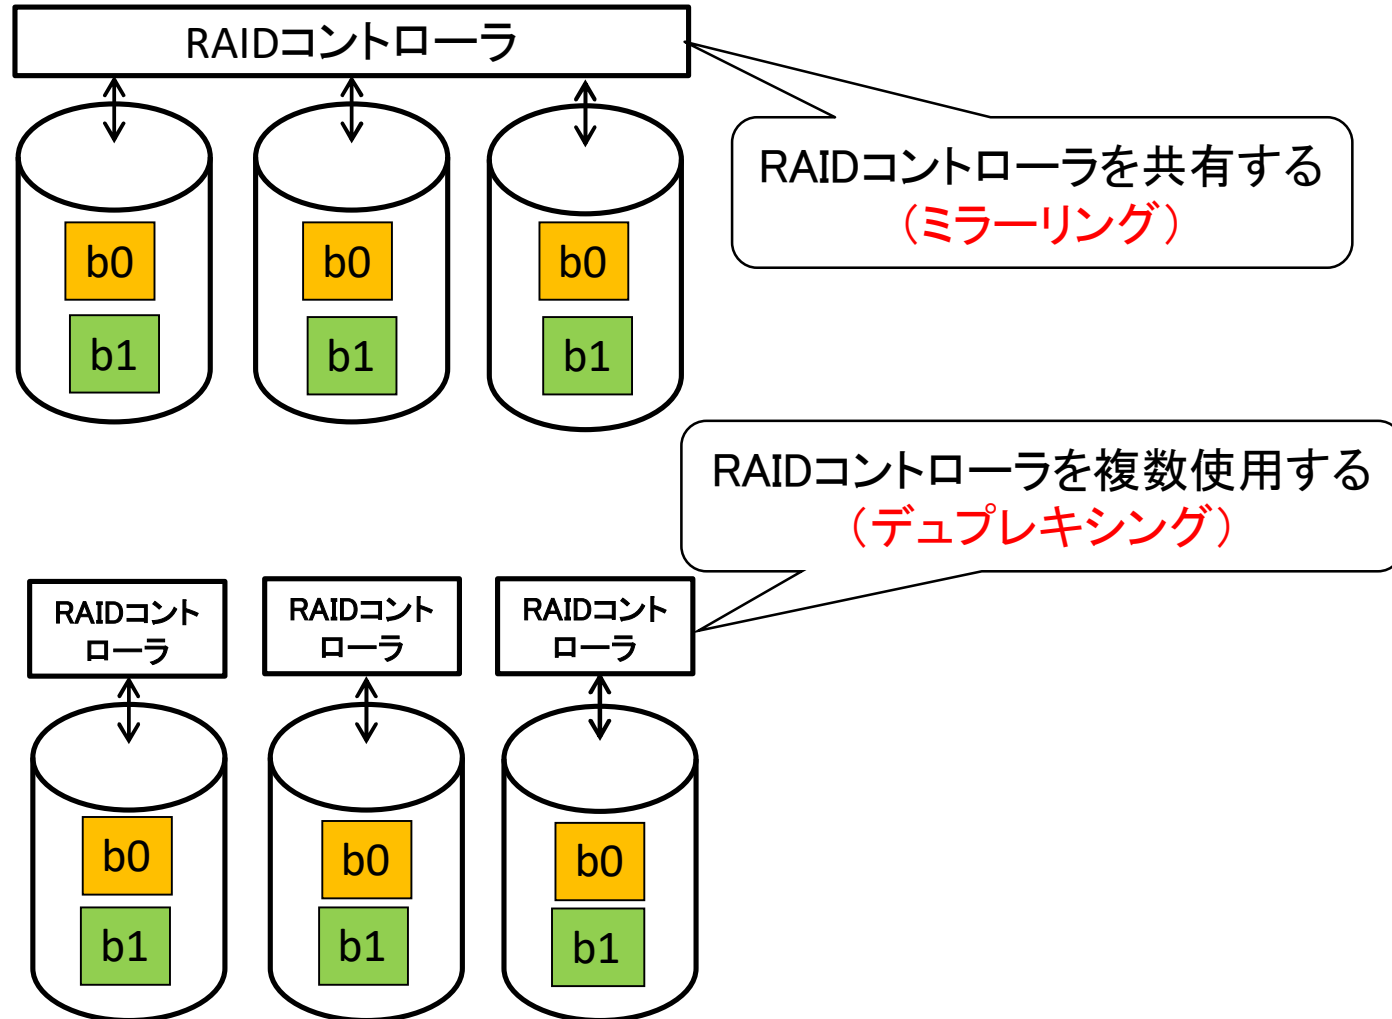 RAIDコントローラ
RAIDコントローラを共有する
（ミラーリング）
b0
b0
b0
b1
b1
b1
RAIDコントローラを複数使用する
（デュプレキシング）
RAIDコント
ローラ
RAIDコント
ローラ
RAIDコント
ローラ
b0
b0
b0
b1
b1
b1